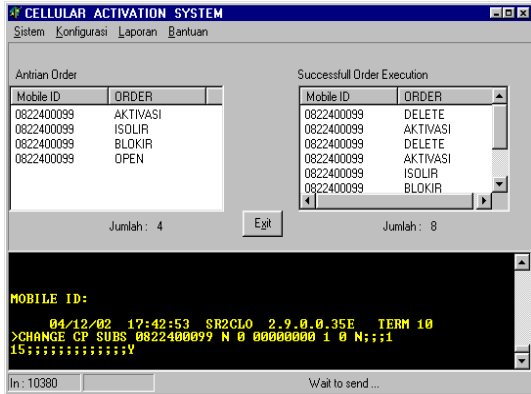 CELLULAR ACTIVATION SYSTEM
Sistem Konfigurasi Laporan Bantuan
Antrian Order
Mobile ID ORDER
0822400099 AKTIVASI
0822400099 ISOLIR
0822400099 BLOKIR
0822400099 OPEN
Jumlah : 4
Successfull Order Execution
Mobile ID ORDER
0822400099 DELETE
0822400099 AKTIVASI
0822400099 DELETE
0822400099 AKTIVASI
0822400099 ISOLIR
0822400099 BLOKIR
Jumlah : 8
Exit
MOBILE ID:
04/12/02 17:42:53 SR2CLO 2.9.0.0.35E TERM 10
>CHANGE CP SUBS 0822400099 N 0 00000000 1 0 N;;;1
15;;;;;;;;;;;;;Y
In : 10380
Wait to send ...